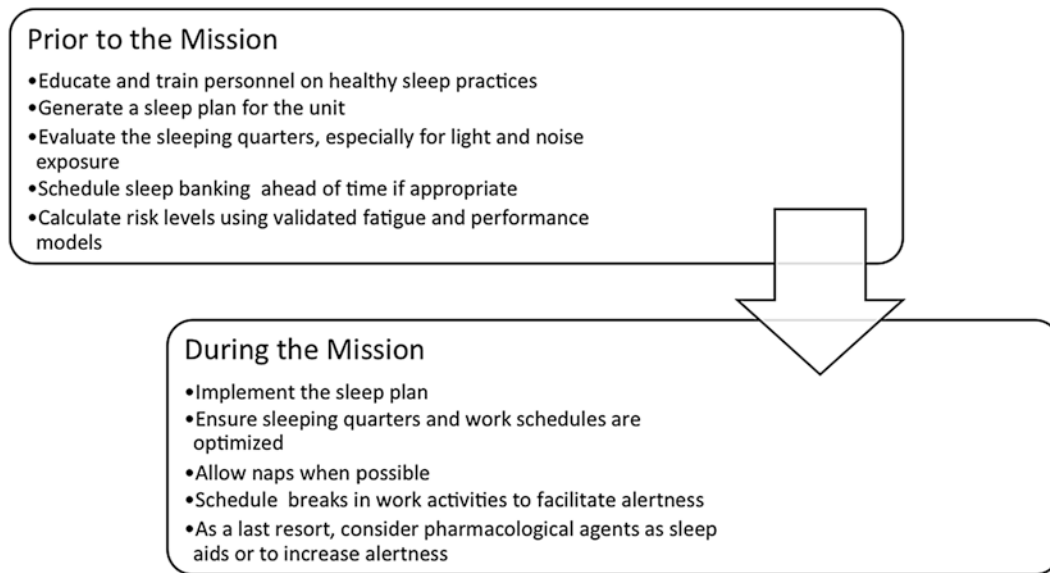 Prior to the Mission
•Educate and train personnel on healthy sleep practices
•Generate a sleep plan for the unit
•Evaluate the sleeping quarters, especially for light and noise
exposure
•Schedule sleep banking ahead of time if appropriate
•Calculate risk levels using validated fatigue and performance
models
During the Mission
•Implement the sleep plan
•Ensure sleeping quarters and work schedules are
optimized
•Allow naps when possible
•Schedule breaks in work activities to facilitate alertness
•As a last resort, consider pharmacological agents as sleep
aids or to increase alertness